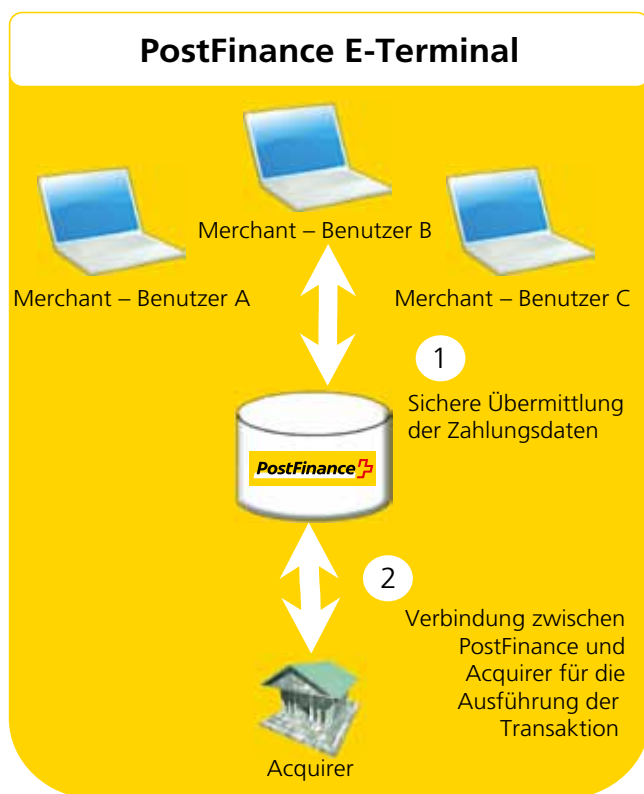 PostFinance E-Terminal
Merchant – Benutzer B
Merchant – Benutzer A
Merchant – Benutzer C
1
Sichere Übermittlung
der Zahlungsdaten
PostFinance
2
Verbindung zwischen
PostFinance und
Acquirer für die
Ausführung der
Transaktion
Acquirer